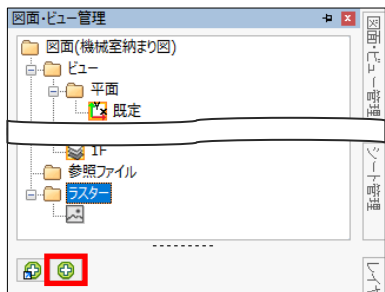 図面・ビュー管理
図面(機械室納まり図)
ビュー
平面
既定
1F
参照ファイル
ラスター
図面・ビュー管理
シート管理
レイヤ